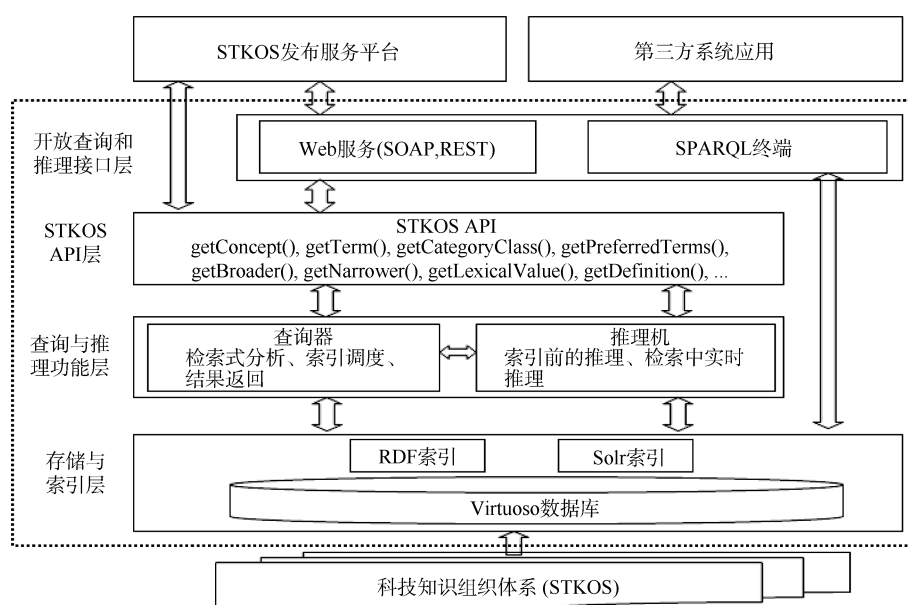 STKOS发布服务平台
第三方系统应用
开放查询和
推理接口层
Web服务(SOAP,REST)
SPARQL终端
STKOS
API层
STKOS API
getConcept(), getTerm(), getCategoryClass(), getPreferredTerms(),
getBroader(), getNarrower(), getLexicalValue(), getDefinition(), ...
查询与推
理功能层
查询器
检索式分析、索引调度、
结果返回
推理机
索引前的推理、检索中实时
推理
存储与
索引层
RDF索引
Solr索引
Virtuoso数据库
科技知识组织体系 (STKOS)